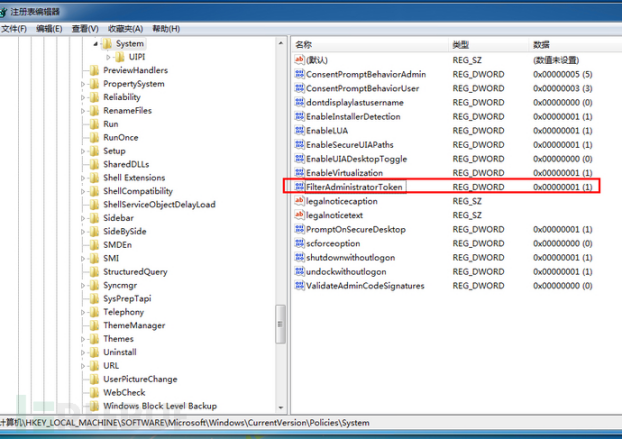 注册表编辑器
文件(F) 编辑(E) 查看(V) 收藏夹(A) 帮助(H)
System
UIPI
PreviewHandlers
PropertySystem
Reliability
RenameFiles
Run
RunOnce
Setup
SharedDLLs
Shell Extensions
ShellCompatibility
ShellServiceObjectDelayLoad
Sidebar
SideBySide
SMDEn
SMI
StructuredQuery
Syncmgr
SysPrepTapi
Telephony
ThemeManager
Themes
Uninstall
URL
UserPictureChange
WebCheck
Windows Block Level Backup
名称 类型 数据
(默认) REG_SZ (数值未设置)
ConsentPromptBehaviorAdmin REG_DWORD 0x00000005 (5)
ConsentPromptBehaviorUser REG_DWORD 0x00000003 (3)
dontdisplaylastusername REG_DWORD 0x00000000 (0)
EnableInstallerDetection REG_DWORD 0x00000001 (1)
EnableLUA REG_DWORD 0x00000001 (1)
EnableSecureUIAPaths REG_DWORD 0x00000001 (1)
EnableUIADesktopToggle REG_DWORD 0x00000000 (0)
EnableVirtualization REG_DWORD 0x00000001 (1)
FilterAdministratorToken REG_DWORD 0x00000001 (1)
legalnoticecaption REG_SZ
legalnoticetext REG_SZ
PromptOnSecureDesktop REG_DWORD 0x00000001 (1)
scforceoption REG_DWORD 0x00000000 (0)
shutdownwithoutlogon REG_DWORD 0x00000001 (1)
undockwithoutlogon REG_DWORD 0x00000001 (1)
ValidateAdminCodeSignatures REG_DWORD 0x00000000 (0)
计算机\HKEY_LOCAL_MACHINE\SOFTWARE\Microsoft\Windows\CurrentVersion\Policies\System